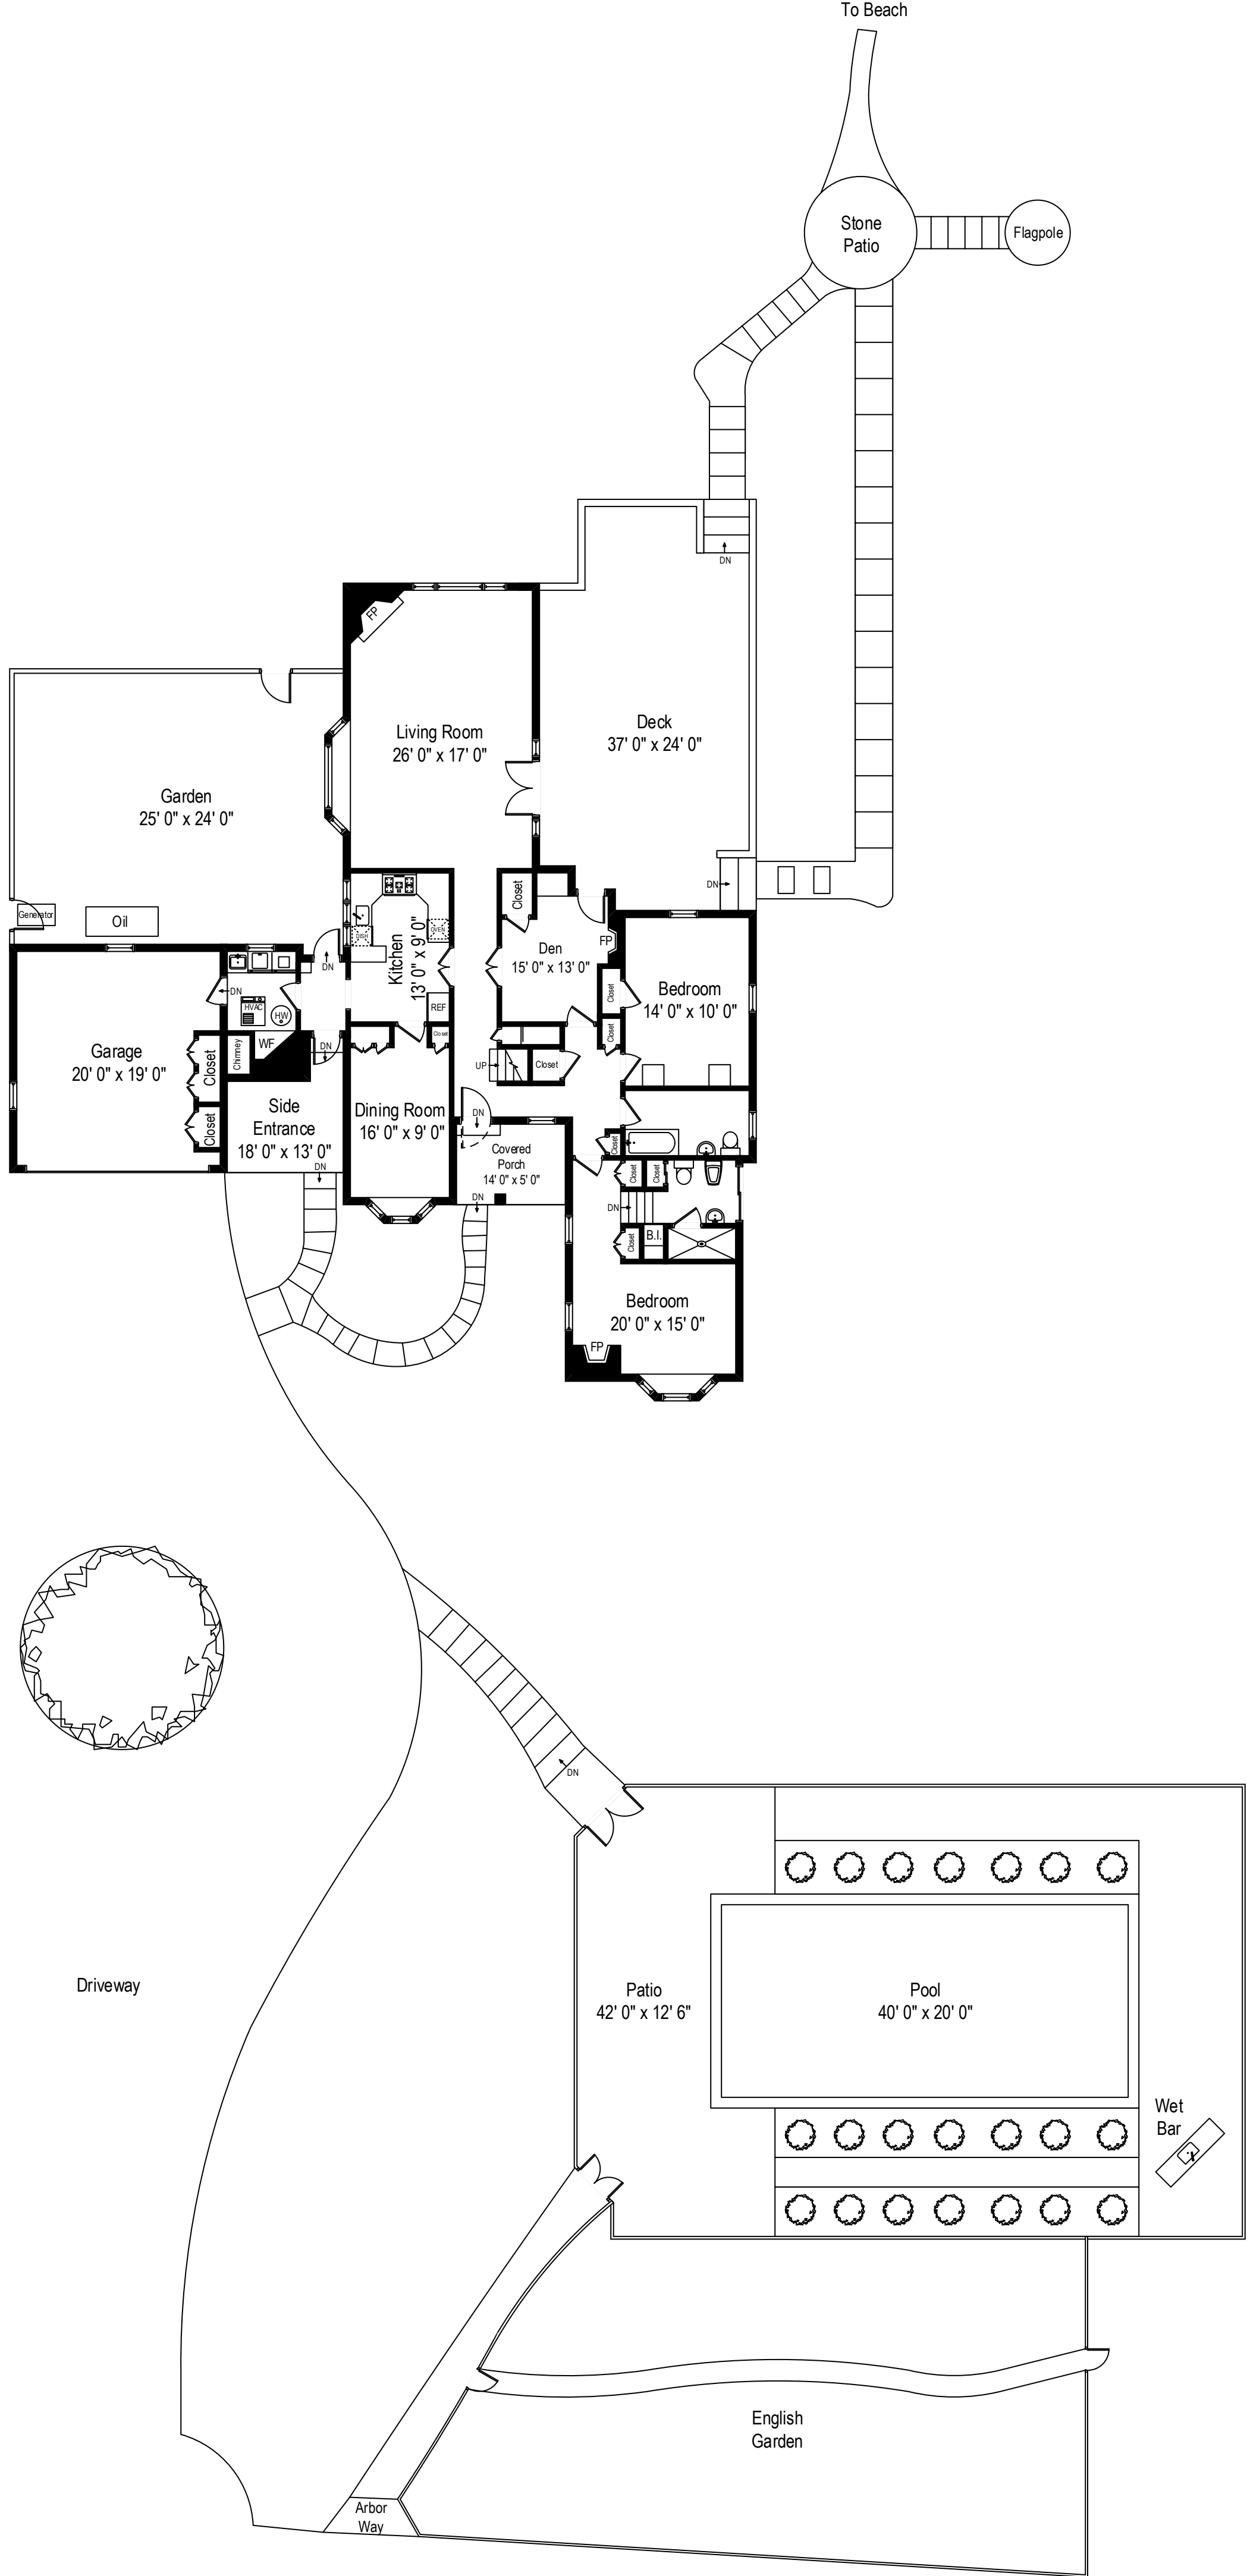 To Beach
Stone
Patio
Flagpole
DN
FP
Living Room
26' 0" x 17' 0"
Deck
37' 0" x 24' 0"
Garden
25' 0" x 24' 0"
DN
Closet
Generator
Oil
Kitchen
13' 0" x 9' 0"
DISH
OVEN
REF
Den
15' 0" x 13' 0"
FP
DN
DN
HVAC
HW
Closet
Bedroom
14' 0" x 10' 0"
Garage
20' 0" x 19' 0"
Closet
Closet
Chimney
WF
DN
Closet
Closet
UP
Closet
Side
Entrance
18' 0" x 13' 0"
DN
Dining Room
16' 0" x 9' 0"
DN
Covered
Porch
14' 0" x 5' 0"
DN
Closet
Closet
Closet
DN
Closet
B.I.
Bedroom
20' 0" x 15' 0"
FP
DN
Driveway
Patio
42' 0" x 12' 6"
Pool
40' 0" x 20' 0"
Wet
Bar
English
Garden
Arbor
Way